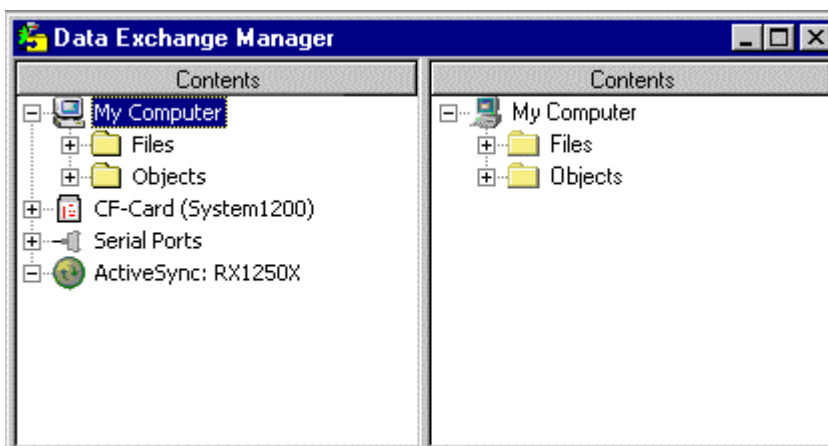 Data Exchange Manager
Contents
My Computer
Files
Objects
CF-Card (System1200)
Serial Ports
ActiveSync: RX1250X
Contents
My Computer
Files
Objects